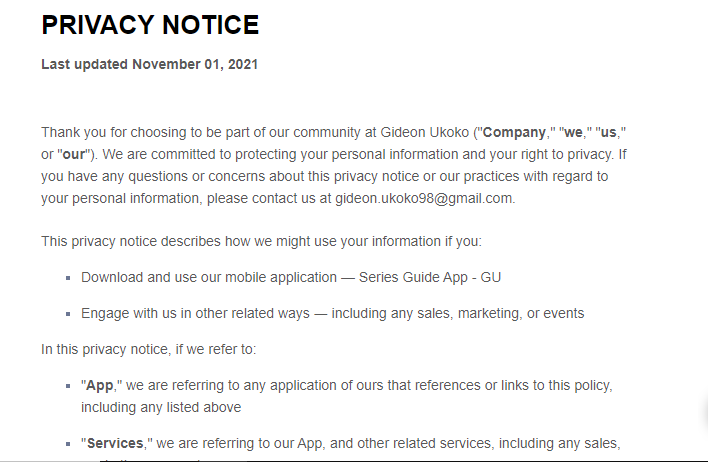 PRIVACY NOTICE
Last updated November 01, 2021
Thank you for choosing to be part of our community at Gideon Ukoko ("Company," "we," "us,"
or "our"). We are committed to protecting your personal information and your right to privacy. If
you have any questions or concerns about this privacy notice or our practices with regard to
your personal information, please contact us at gideon.ukoko98@gmail.com.
This privacy notice describes how we might use your information if you:
▪ Download and use our mobile application — Series Guide App - GU
▪ Engage with us in other related ways — including any sales, marketing, or events
In this privacy notice, if we refer to:
▪ "App," we are referring to any application of ours that references or links to this policy,
including any listed above
▪ "Services," we are referring to our App, and other related services, including any sales,